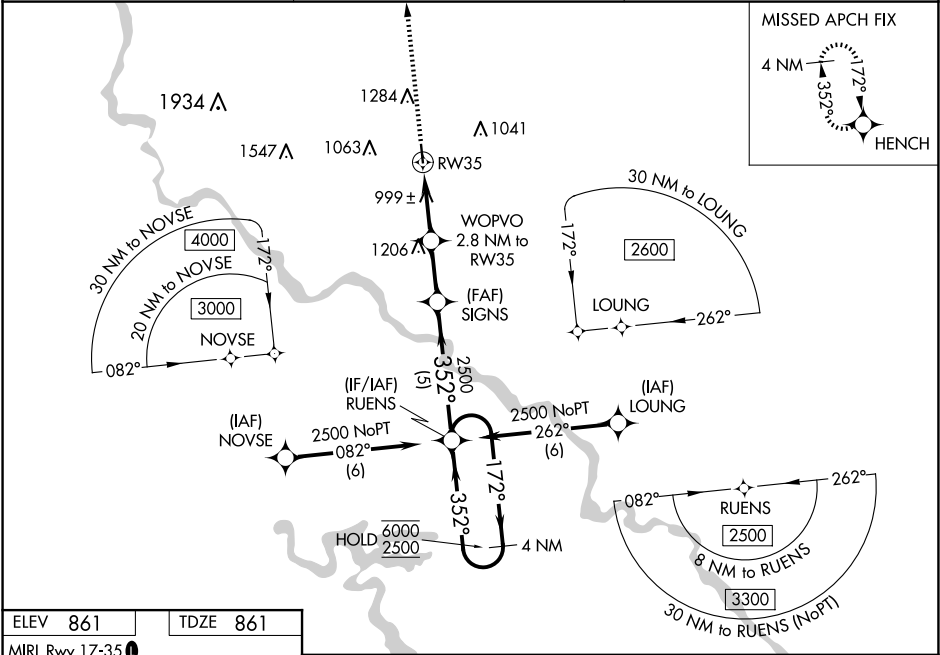 MISSED APCH FIX
4 NM
172°
352°
HENCH
1934
1284
1041
1547
1063
RW35
999 ±
WOPVO
2.8 NM to
RW35
1206
(FAF)
SIGNS
30 NM to NOVSE
4000
172°
20 NM to NOVSE
3000
NOVSE
082°
30 NM to LOUNG
172°
2600
LOUNG
262°
2500
352°
(5)
(IF/IAF)
RUENS
(IAF)
LOUNG
2500 NoPT
262°
(6)
(IAF)
NOVSE
2500 NoPT
082°
(6)
172°
352°
HOLD
6000
2500
4 NM
082°
262°
RUENS
2500
8 NM to RUENS
3300
30 NM to RUENS (NoPT)
ELEV 861
TDZE 861
MIRL Rwy 17-35 L